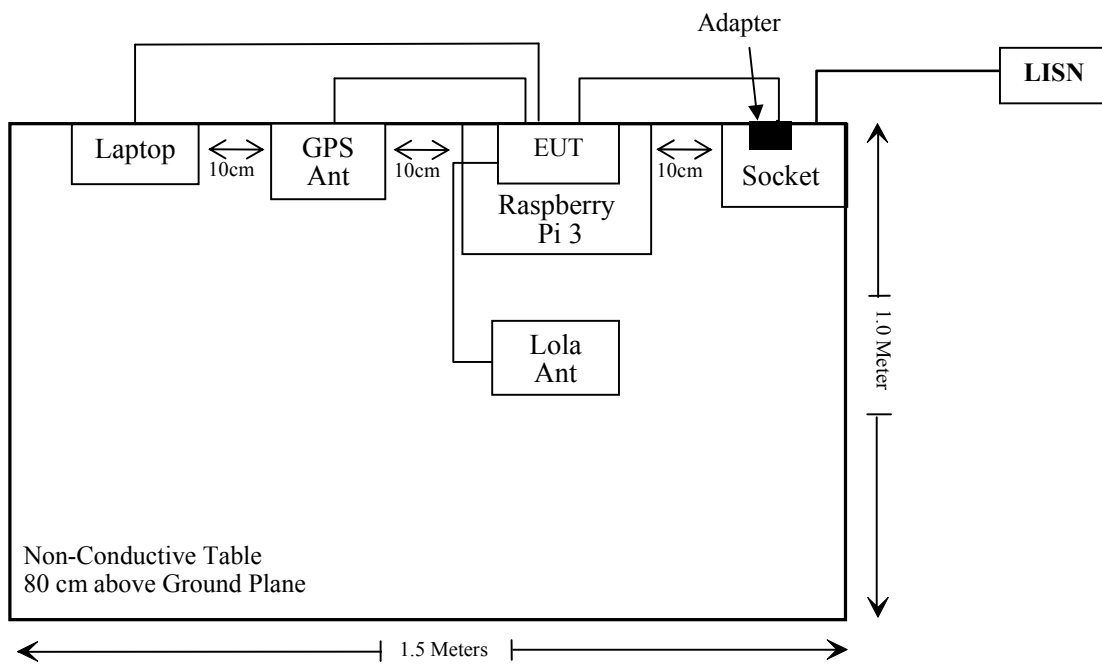 Adapter
LISN
Laptop
10cm
GPS
Ant
10cm
EUT
Raspberry
Pi 3
10cm
Socket
Lola
Ant
1.0 Meter
Non-Conductive Table
80 cm above Ground Plane
1.5 Meters